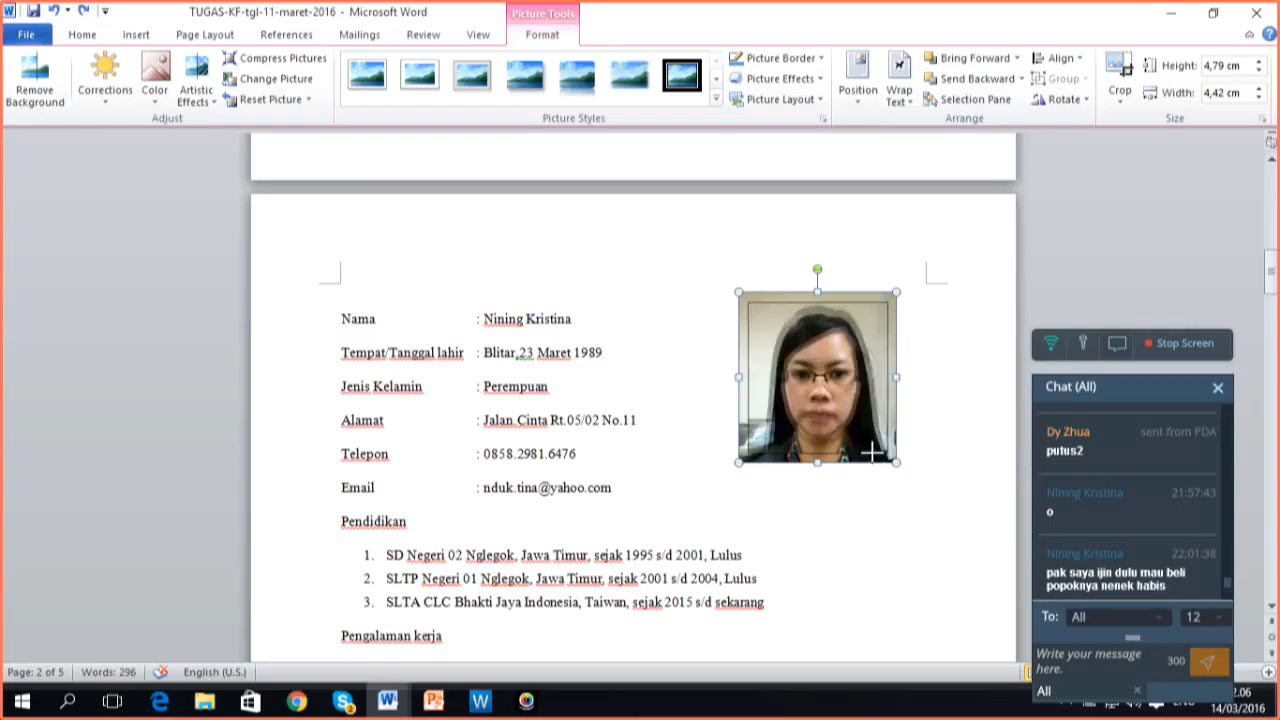 TUGAS-KF-tgl-11-maret-2016 - Microsoft Word
Picture Tools
File Home Insert Page Layout References Mailings Review View Format
Remove Background
Corrections
Color
Artistic Effects
Compress Pictures
Change Picture
Reset Picture
Adjust
Picture Styles
Picture Border
Picture Effects
Picture Layout
Position
Wrap Text
Bring Forward
Send Backward
Selection Pane
Align
Group
Rotate
Arrange
Crop
Height: 4,79 cm
Width: 4,42 cm
Size
Nama : Nining Kristina
Tempat/Tanggal lahir : Blitar,23 Maret 1989
Jenis Kelamin : Perempuan
Alamat : Jalan Cinta Rt.05/02 No.11
Telepon : 0858.2981.6476
Email : nduk.tina@yahoo.com
Pendidikan
1. SD Negeri 02 Nglegok, Jawa Timur, sejak 1995 s/d 2001, Lulus
2. SLTP Negeri 01 Nglegok, Jawa Timur, sejak 2001 s/d 2004, Lulus
3. SLTA CLC Bhakti Jaya Indonesia, Taiwan, sejak 2015 s/d sekarang
Pengalaman kerja
Stop Screen
Chat (All)
Dy Zhua sent from PDA
putus2
Nining Kristina 21:57:43
o
Nining Kristina 22:01:38
pak saya ijin dulu mau beli
popoknya nenek habis
To: All 12
Write your message
here. 300
All
Page: 2 of 5 Words: 296 English (U.S.)
2.06
14/03/2016